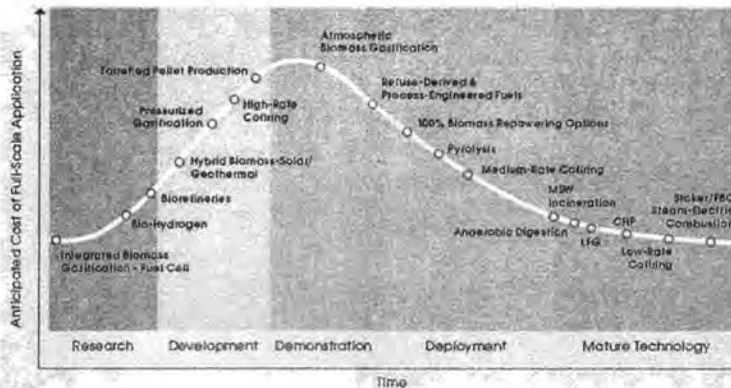 Anticipated Cost of Full-Scale Application
Atmospheric
Biomass Gasification
Torrefied Pellet Production
Refuse-Derived &
Process-Engineered Fuels
High-Rate
Cofiring
Pressurized
Gasification
100% Biomass Repowering Options
Pyrolysis
Hybrid Biomass-Solar/
Geothermal
Medium-Rate Cofiring
Biorefineries
MSW
Incineration
Stoker/FBC
Steam-Electric
Combustion
Bio-Hydrogen
Anaerobic Digestion
LFG
CHP
Low-Rate
Cofiring
Integrated Biomass
Gasification - Fuel Cell
Research
Development
Demonstration
Deployment
Mature Technology
Time